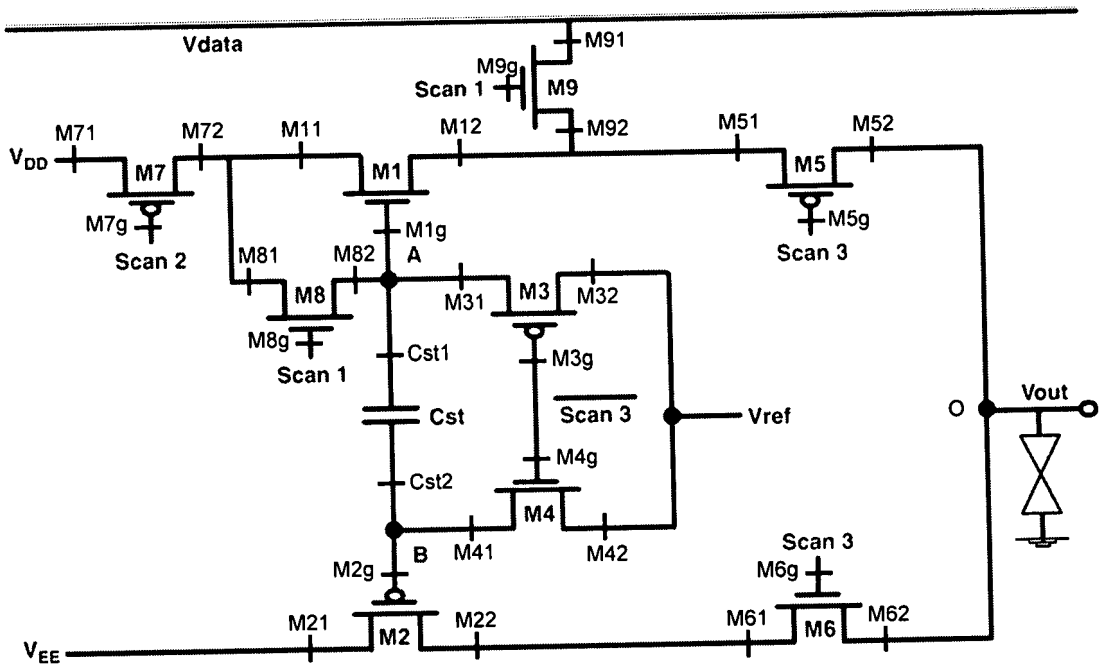 Vdata
M91
M9g
Scan 1
M9
M92
M71
M72
M11
M12
M51
M52
VDD
M7
M1
M5
M7g
M1g
M5g
Scan 2
A
Scan 3
M81
M82
M8
M31
M3
M32
M8g
Scan 1
Cst1
M3g
Cst
Scan 3
Vref
O
Vout
M4g
Cst2
M4
M41
M42
B
Scan 3
M2g
M6g
M21
M2
M22
M61
M6
M62
VEE